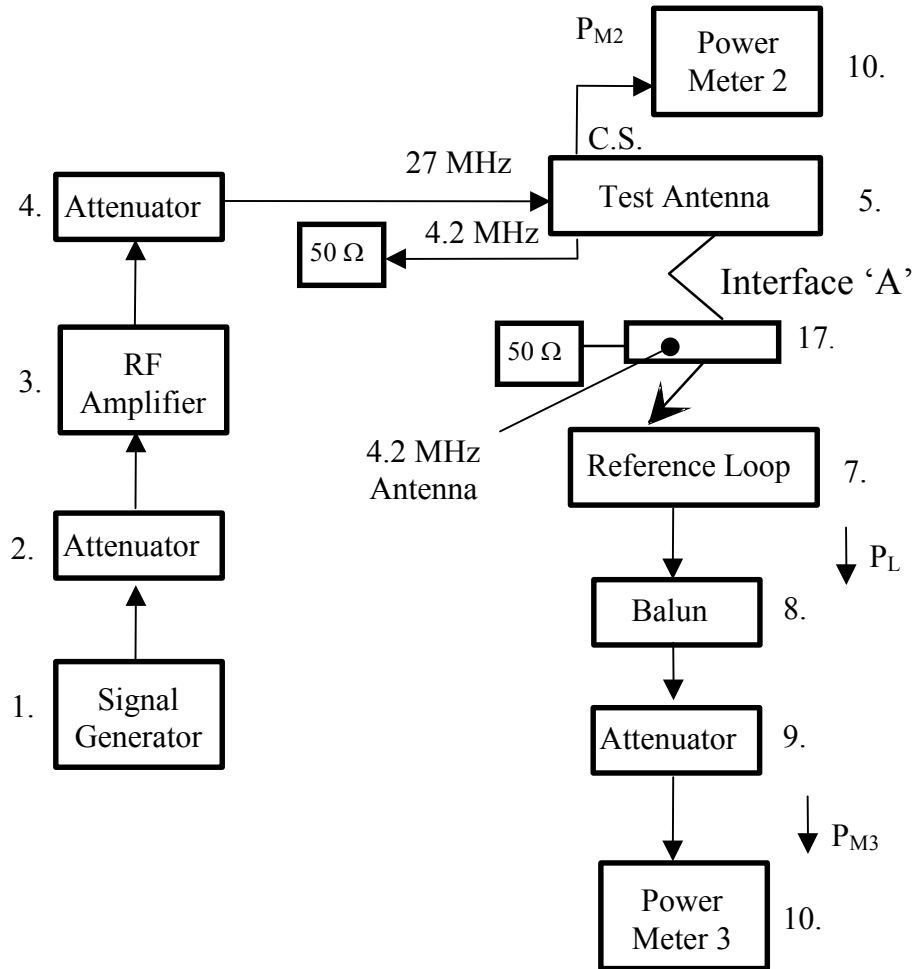 P_M2
Power
Meter 2
10.
C.S.
27 MHz
4.
Attenuator
Test Antenna
5.
4.2 MHz
50 Ω
Interface ‘A’
50 Ω
17.
3.
RF
Amplifier
4.2 MHz
Antenna
Reference Loop
7.
2.
Attenuator
P_L
Balun
8.
1.
Signal
Generator
Attenuator
9.
P_M3
Power
Meter 3
10.